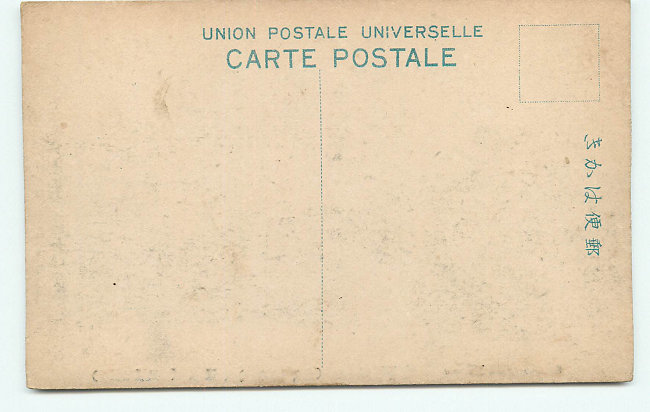 UNION POSTALE UNIVERSELLE
CARTE POSTALE
郵便はかき